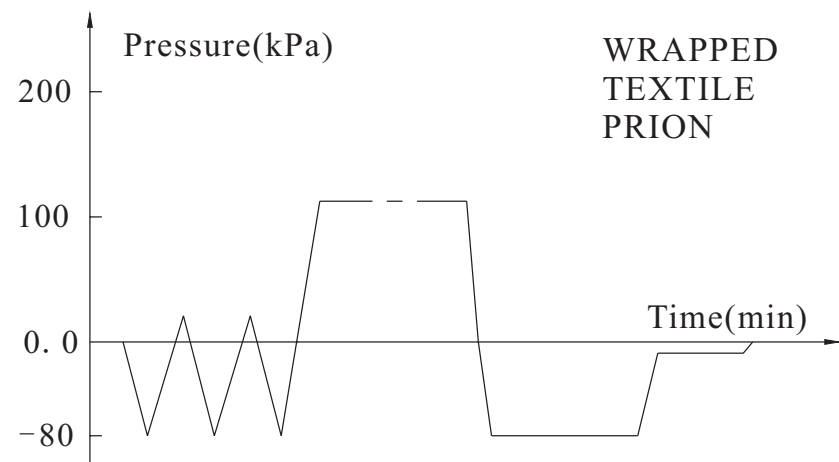 Pressure(kPa)
WRAPPED
TEXTILE
PRION
200
100
Time(min)
0. 0
−80